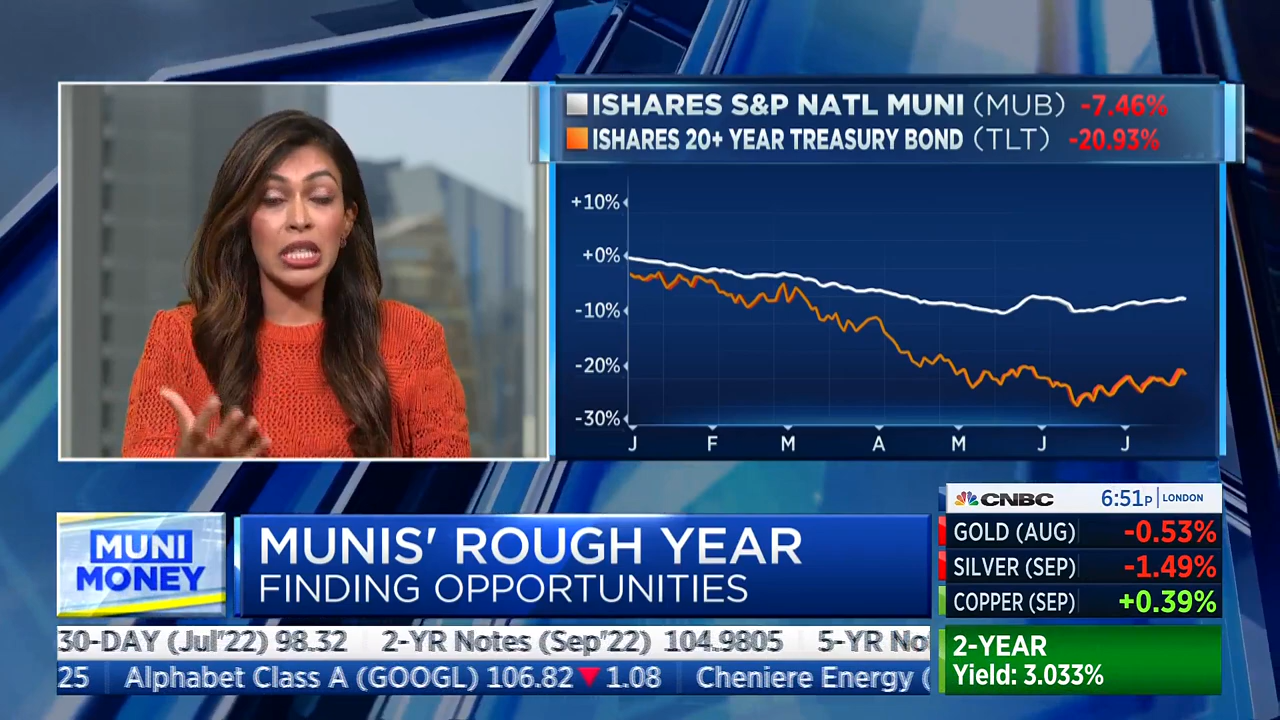 ISHARES S&P NATL MUNI (MUB) -7.46%
ISHARES 20+ YEAR TREASURY BOND (TLT) -20.93%
+10%
+0%
-10%
-20%
-30%
J F M A M J J
MUNI
MONEY
MUNIS' ROUGH YEAR
FINDING OPPORTUNITIES
CNBC 6:51P LONDON
GOLD (AUG) -0.53%
SILVER (SEP) -1.49%
COPPER (SEP) +0.39%
2-YEAR
Yield: 3.033%
30-DAY (Jul'22) 98.32 2-YR Notes (Sep'22) 104.9805 5-YR No
25 Alphabet Class A (GOOGL) 106.82▼1.08 Cheniere Energy (